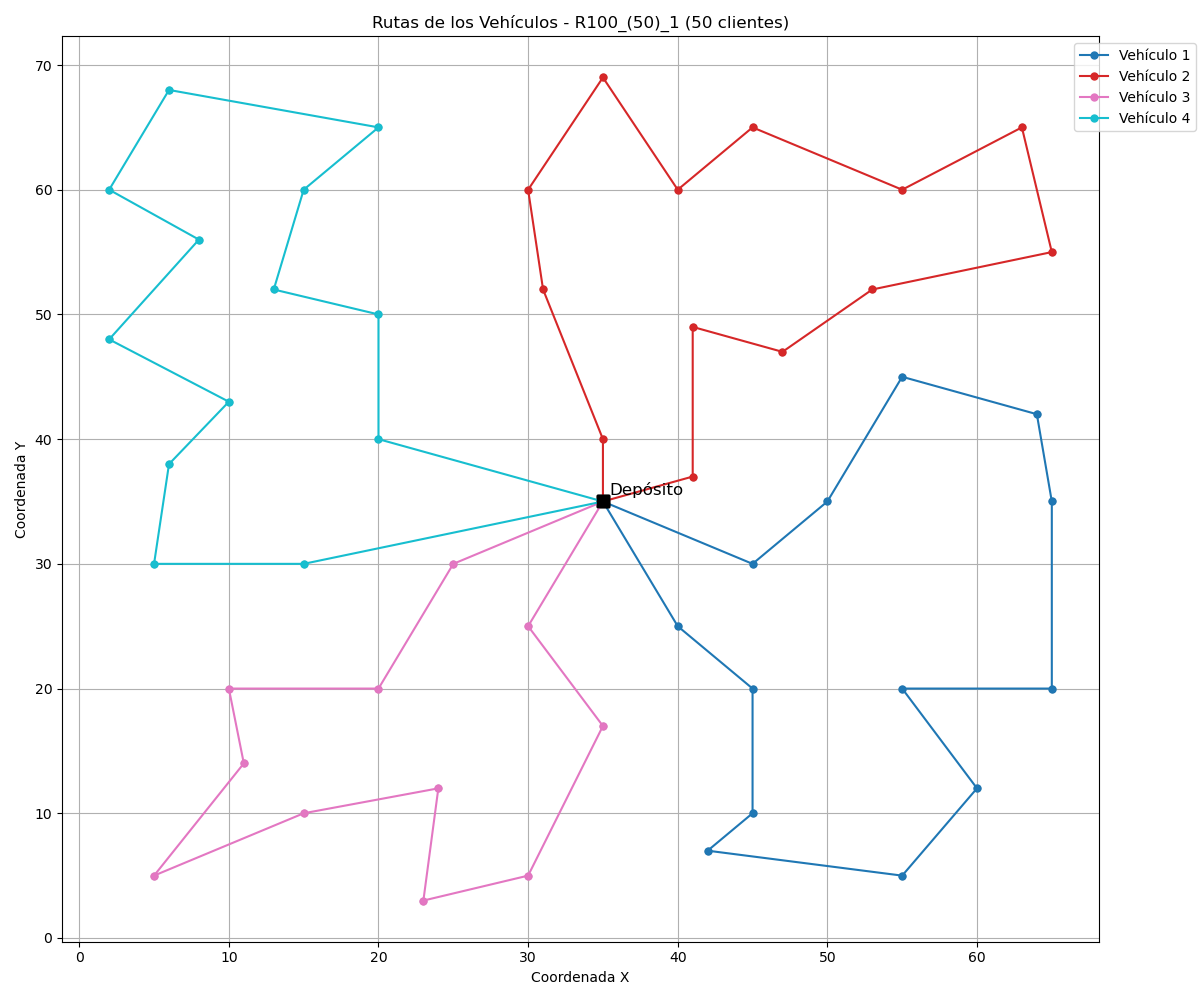 Rutas de los Vehículos - R100_(50)_1 (50 clientes)
Vehículo 1
Vehículo 2
Vehículo 3
Vehículo 4
70
60
50
40
30
20
10
0
Coordenada Y
Depósito
0 10 20 30 40 50 60
Coordenada X